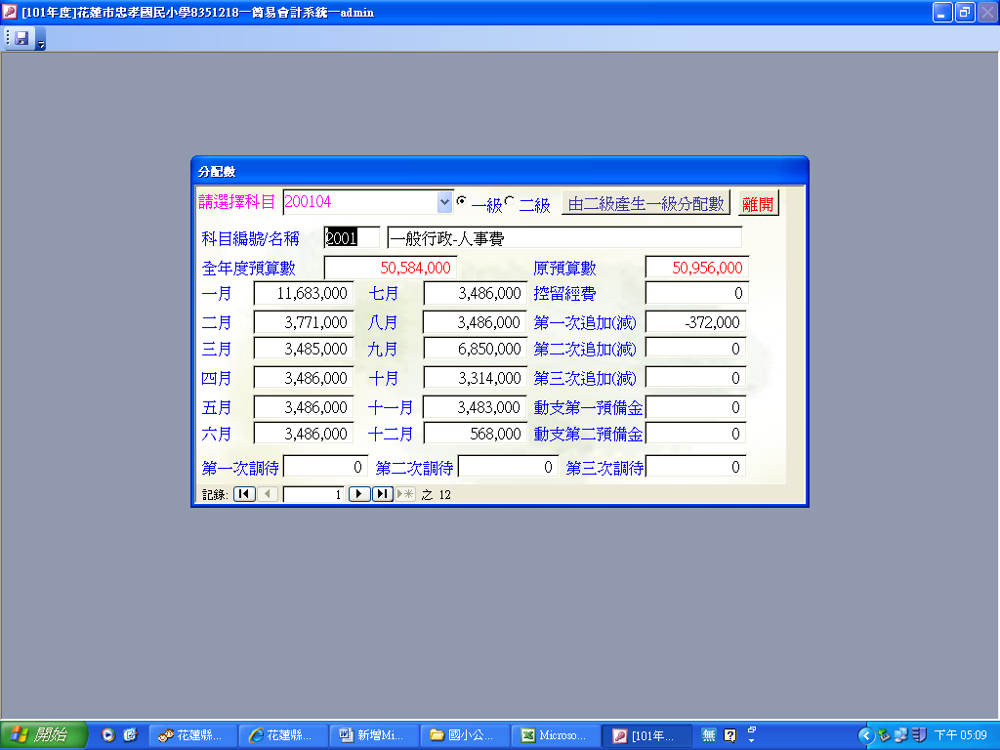 [101年度]花蓮市忠孝國民小學8351218—簡易會計系統—admin
分配數
請選擇科目 200104 一級 二級 由二級產生一級分配數 離開
科目編號/名稱 2001 一般行政-人事費
全年度預算數 50,584,000 原預算數 50,956,000
一月 11,683,000 七月 3,486,000 控留經費 0
二月 3,771,000 八月 3,486,000 第一次追加(減) -372,000
三月 3,485,000 九月 6,850,000 第二次追加(減) 0
四月 3,486,000 十月 3,314,000 第三次追加(減) 0
五月 3,486,000 十一月 3,483,000 動支第一預備金 0
六月 3,486,000 十二月 568,000 動支第二預備金 0
第一次調待 0 第二次調待 0 第三次調待 0
記錄: 1 之 12
開始 花蓮縣... 花蓮縣... 新增Mi... 國小公... Microso... [101年... 無 下午 05:09